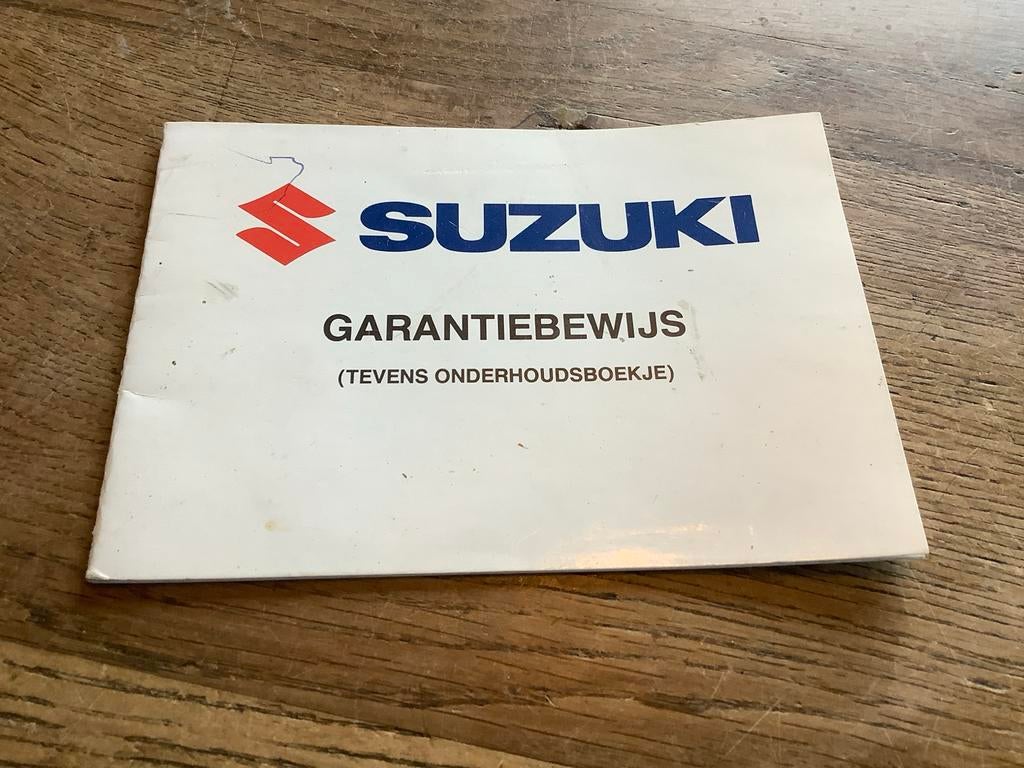 SUZUKI
GARANTIEBEWIJS
(TEVENS ONDERHOUDSBOEKJE)